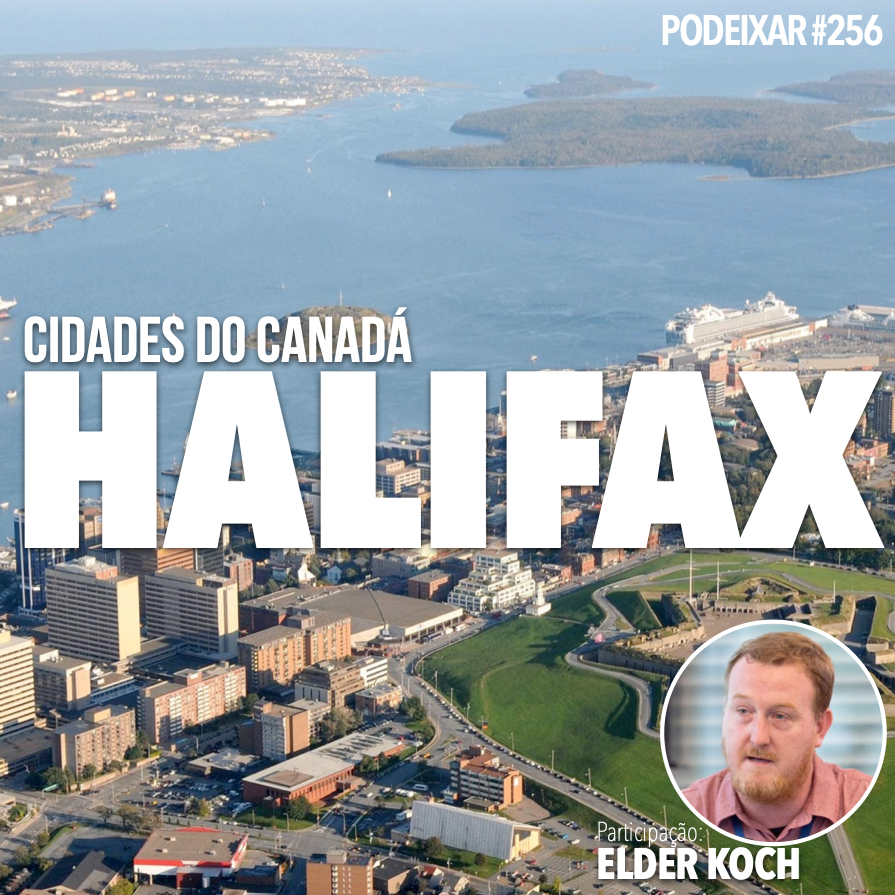 PODEIXAR #256
CIDADES DO CANADÁ
HALIFAX
Participação:
ELDER KOCH